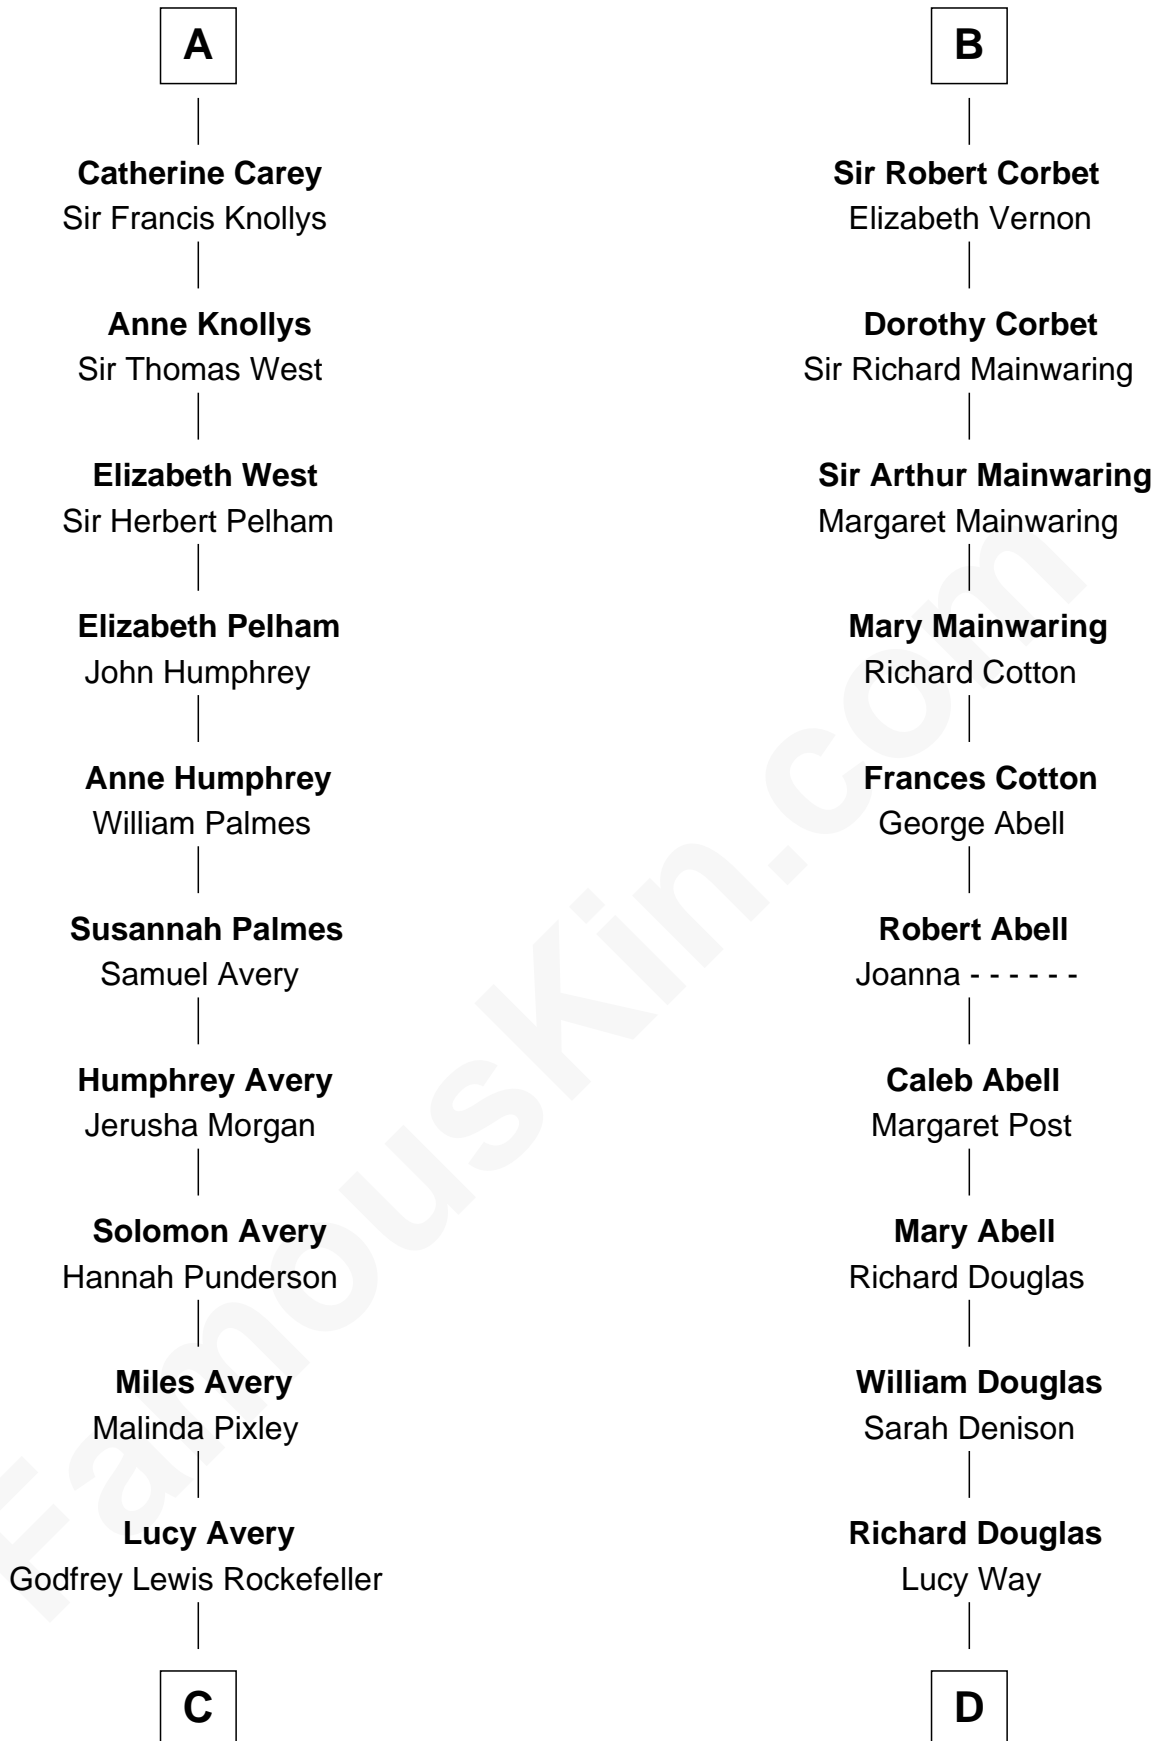 A
Catherine Carey
Sir Francis Knollys
Anne Knollys
Sir Thomas West
Elizabeth West
Sir Herbert Pelham
Elizabeth Pelham
John Humphrey
Anne Humphrey
William Palmes
Susannah Palmes
Samuel Avery
Humphrey Avery
Jerusha Morgan
Solomon Avery
Hannah Punderson
Miles Avery
Malinda Pixley
Lucy Avery
Godfrey Lewis Rockefeller
C
B
Sir Robert Corbet
Elizabeth Vernon
Dorothy Corbet
Sir Richard Mainwaring
Sir Arthur Mainwaring
Margaret Mainwaring
Mary Mainwaring
Richard Cotton
Frances Cotton
George Abell
Robert Abell
Joanna - - - - - -
Caleb Abell
Margaret Post
Mary Abell
Richard Douglas
William Douglas
Sarah Denison
Richard Douglas
Lucy Way
D
FamousKin.com